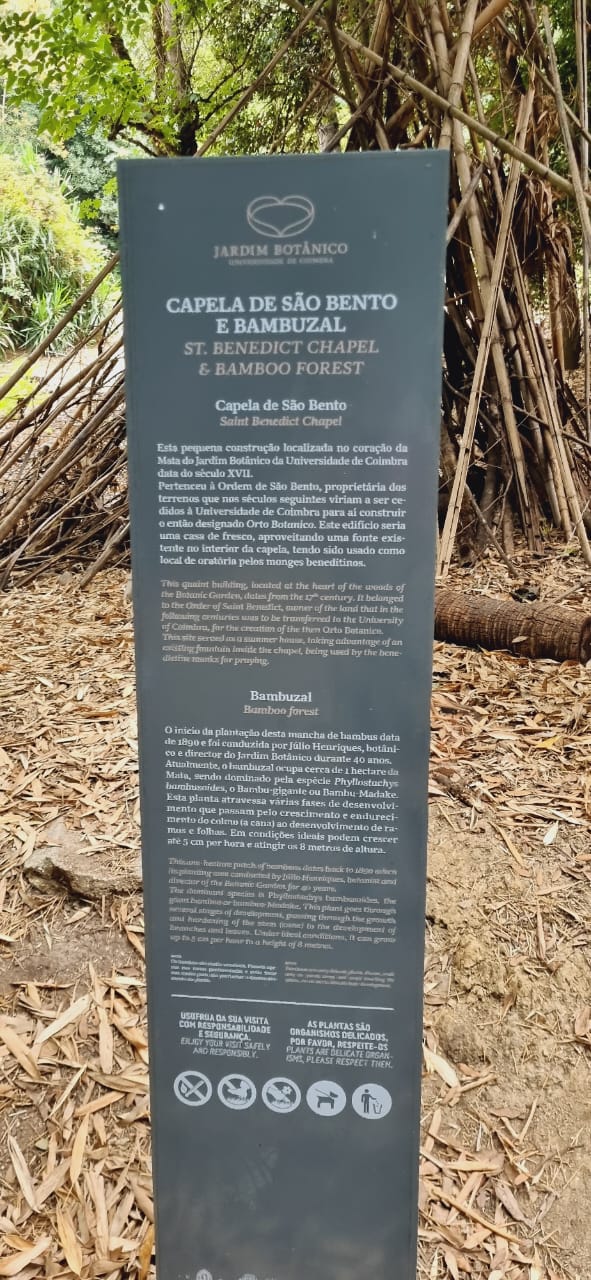 JARDIM BOTÂNICO
UNIVERSIDADE DE COIMBRA
CAPELA DE SÃO BENTO
E BAMBUZAL
ST. BENEDICT CHAPEL
& BAMBOO FOREST
Capela de São Bento
Saint Benedict Chapel
Esta pequena construção localizada no coração da
Mata do Jardim Botânico da Universidade de Coimbra
data do século XVII.
Pertenceu à Ordem de São Bento, proprietária dos
terrenos que nos séculos seguintes viriam a ser ce-
didos à Universidade de Coimbra para aí construir
o então designado Orto Botanico. Este edifício seria
uma casa de fresco, aproveitando uma fonte exis-
tente no interior da capela, tendo sido usado como
local de oratória pelos monges beneditinos.
This quaint building, located at the heart of the woods of
the Botanic Garden, dates from the 17th century. It belonged
to the Order of Saint Benedict, owner of the land that in the
following centuries was to be transferred to the University
of Coimbra, for the creation of the then Orto Botanico.
This site served as a summer house, taking advantage of an
existing fountain inside the chapel, being used by the bene-
dictine monks for praying.
Bambuzal
Bamboo forest
O início da plantação desta mancha de bambus data
de 1890 e foi conduzida por Júlio Henriques, botâni-
co e director do Jardim Botânico durante 40 anos.
Atualmente, o bambuzal ocupa cerca de 1 hectare da
Mata, sendo dominado pela espécie Phyllostachys
bambusoides, o Bambu-gigante ou Bambu-Madake.
Esta planta atravessa várias fases de desenvolvi-
mento que passam pelo crescimento e endureci-
mento do colmo (a cana) ao desenvolvimento de ra-
mos e folhas. Em condições ideais podem crescer
até 5 cm por hora e atingir os 8 metros de altura.
This one-hectare patch of bamboos dates back to 1890 when
its planting was conducted by Júlio Henriques, botanist and
director of the Botanic Garden for 40 years.
The dominant species is Phyllostachys bambusoides, the
giant bamboo or bamboo-Madake. This plant goes through
several stages of development, passing through the growth
and hardening of the stem (cane) to the development of
branches and leaves. Under ideal conditions, it can grow
up to 5 cm per hour to a height of 8 metres.
USUFRUA DA SUA VISITA
COM RESPONSABILIDADE
E SEGURANÇA.
ENJOY YOUR VISIT SAFELY
AND RESPONSIBLY.
AS PLANTAS SÃO
ORGANISMOS DELICADOS,
POR FAVOR, RESPEITE-OS
PLANTS ARE DELICATE ORGAN-
ISMS, PLEASE RESPECT THEM.